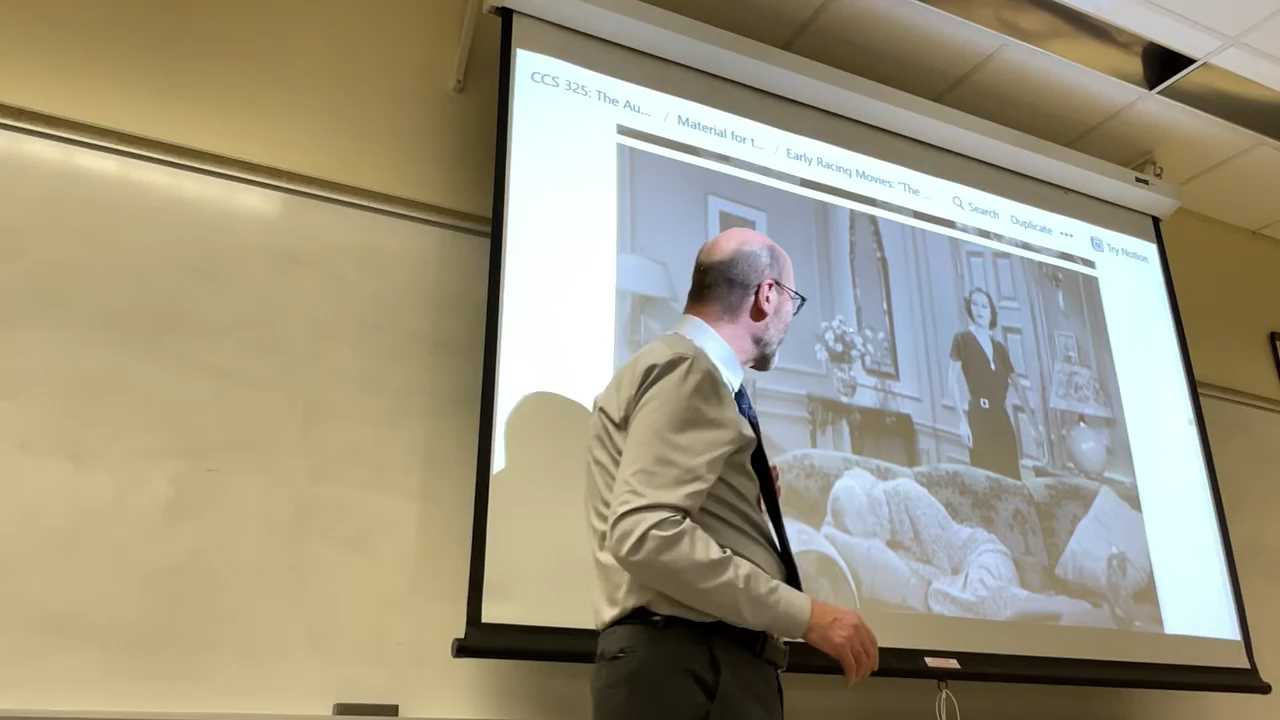 CCS 325: The Au... / Material for t... / Early Racing Movies: "The ...
Search Duplicate ••• Try Notion